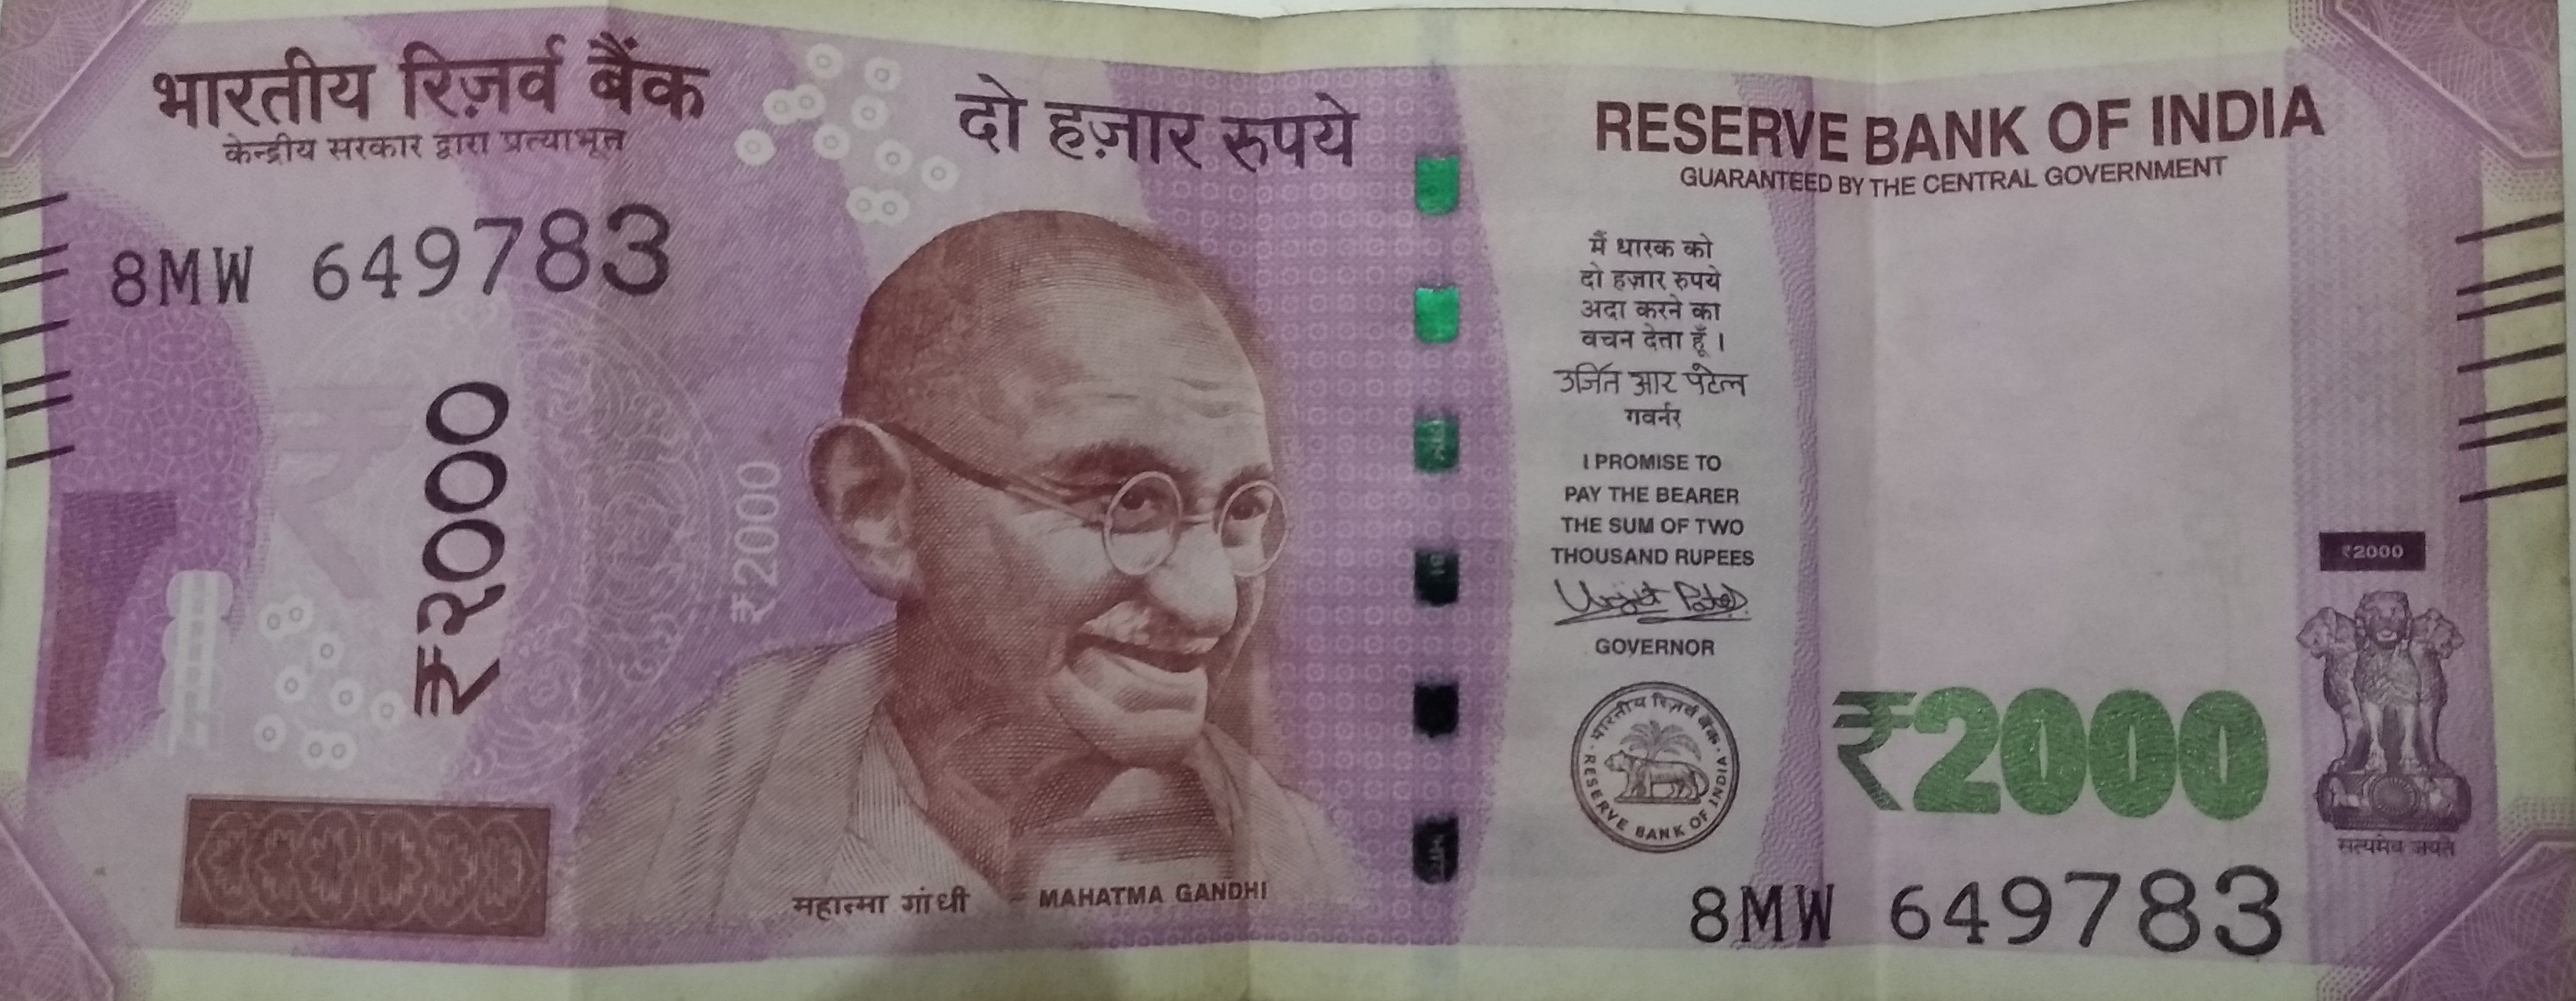 भारतीय रिज़र्व बैंक
केन्द्रीय सरकार द्वारा प्रत्याभूत
8MW 649783
दो हज़ार रुपये
RESERVE BANK OF INDIA
GUARANTEED BY THE CENTRAL GOVERNMENT
₹२०००
₹2000
मैं धारक को
दो हज़ार रुपये
अदा करने का
वचन देता हूँ ।
उर्जित आर पटेल
गवर्नर
I PROMISE TO
PAY THE BEARER
THE SUM OF TWO
THOUSAND RUPEES
Urjit Patel
GOVERNOR
भारतीय रिज़र्व बैंक
RESERVE BANK OF INDIA
महात्मा गांधी
MAHATMA GANDHI
₹2000
₹2000
सत्यमेव जयते
8MW 649783